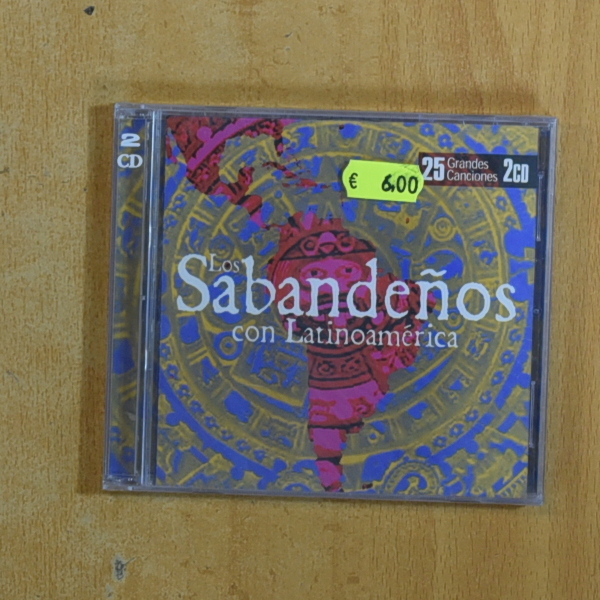 2
CD
25 Grandes
Canciones 2CD
€ 6,00
Los
Sabandeños
con Latinoamérica